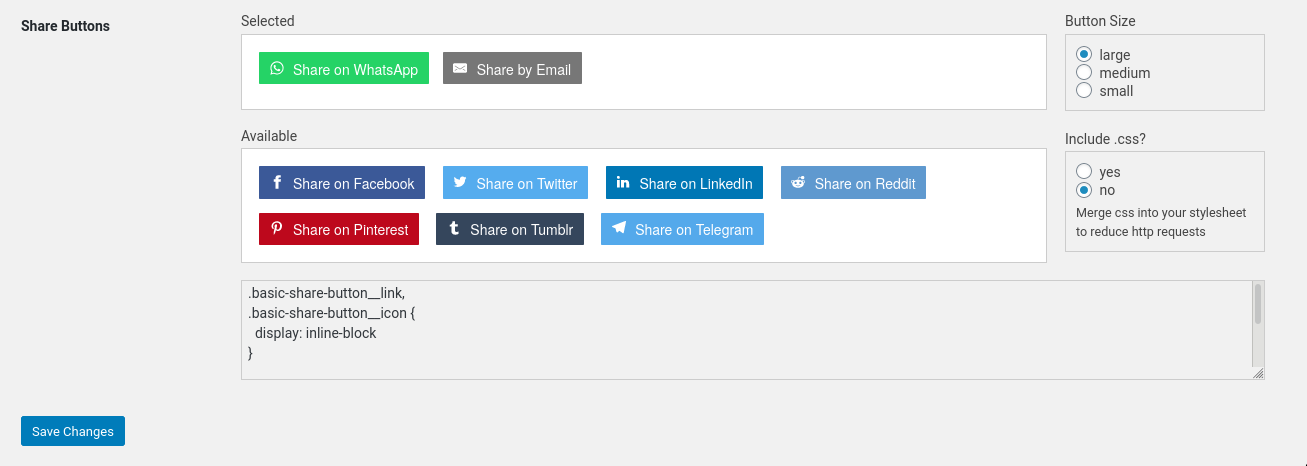 Share Buttons
Selected
Share on WhatsApp
Share by Email
Button Size
large
medium
small
Available
Share on Facebook
Share on Twitter
Share on LinkedIn
Share on Reddit
Share on Pinterest
Share on Tumblr
Share on Telegram
Include .css?
yes
no
Merge css into your stylesheet
to reduce http requests
.basic-share-button__link,
.basic-share-button__icon {
display: inline-block
}
Save Changes